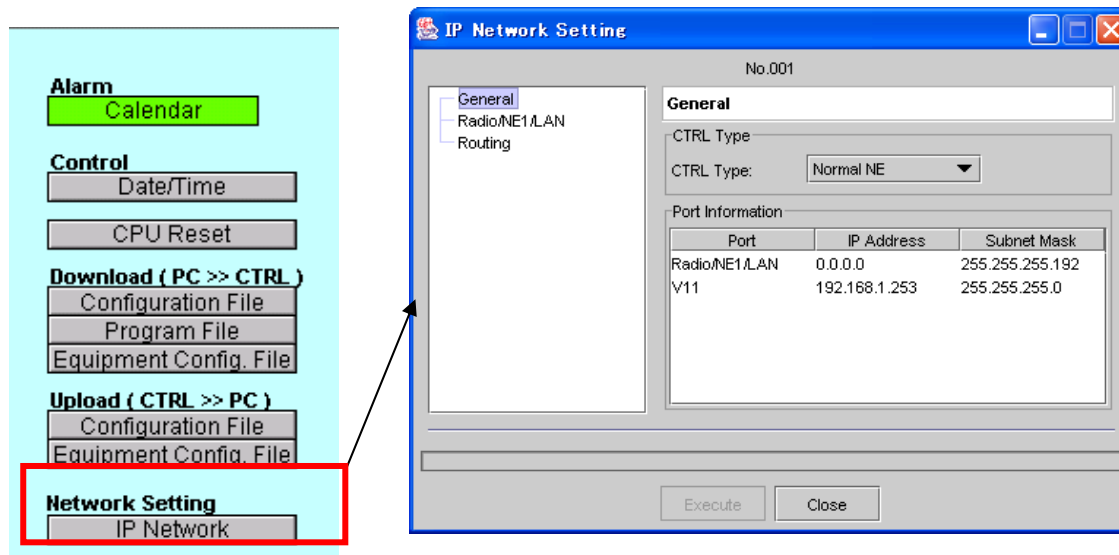 Alarm
Calendar
Control
Date/Time
CPU Reset
Download ( PC >> CTRL )
Configuration File
Program File
Equipment Config. File
Upload ( CTRL >> PC )
Configuration File
Equipment Config. File
Network Setting
IP Network
IP Network Setting
No.001
General
Radio/NE1/LAN
Routing
General
CTRL Type
CTRL Type: Normal NE
Port Information
Port IP Address Subnet Mask
Radio/NE1/LAN 0.0.0.0 255.255.255.192
V11 192.168.1.253 255.255.255.0
Execute Close